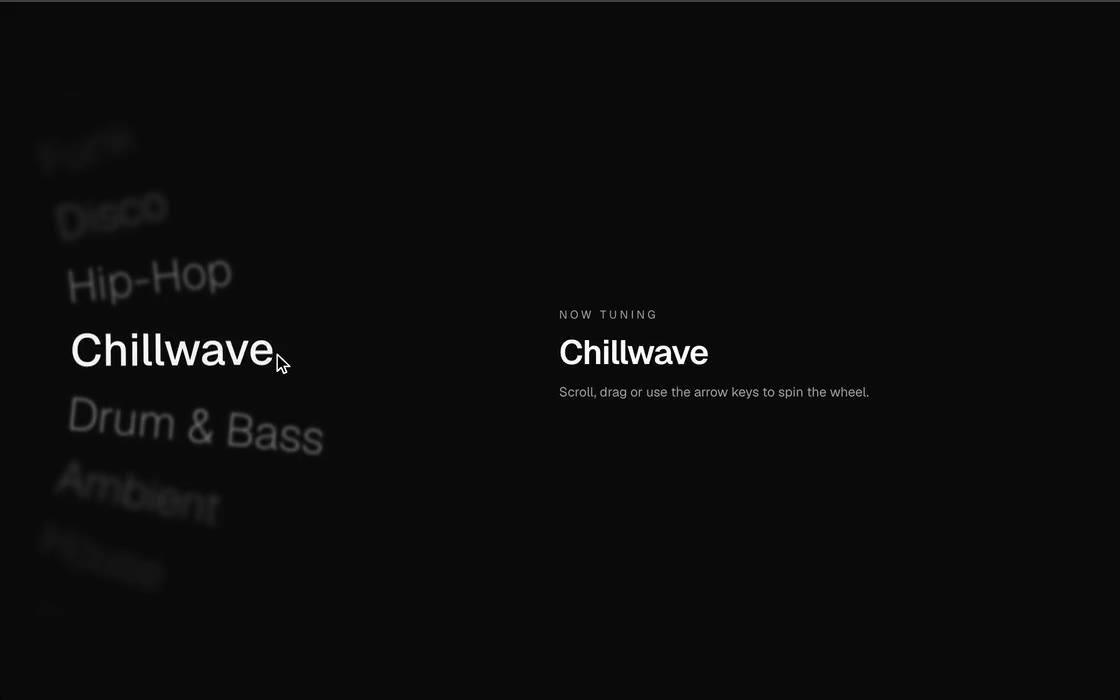 Funk
Disco
Hip-Hop
Chillwave
Drum & Bass
Ambient
House
NOW TUNING
Chillwave
Scroll, drag or use the arrow keys to spin the wheel.